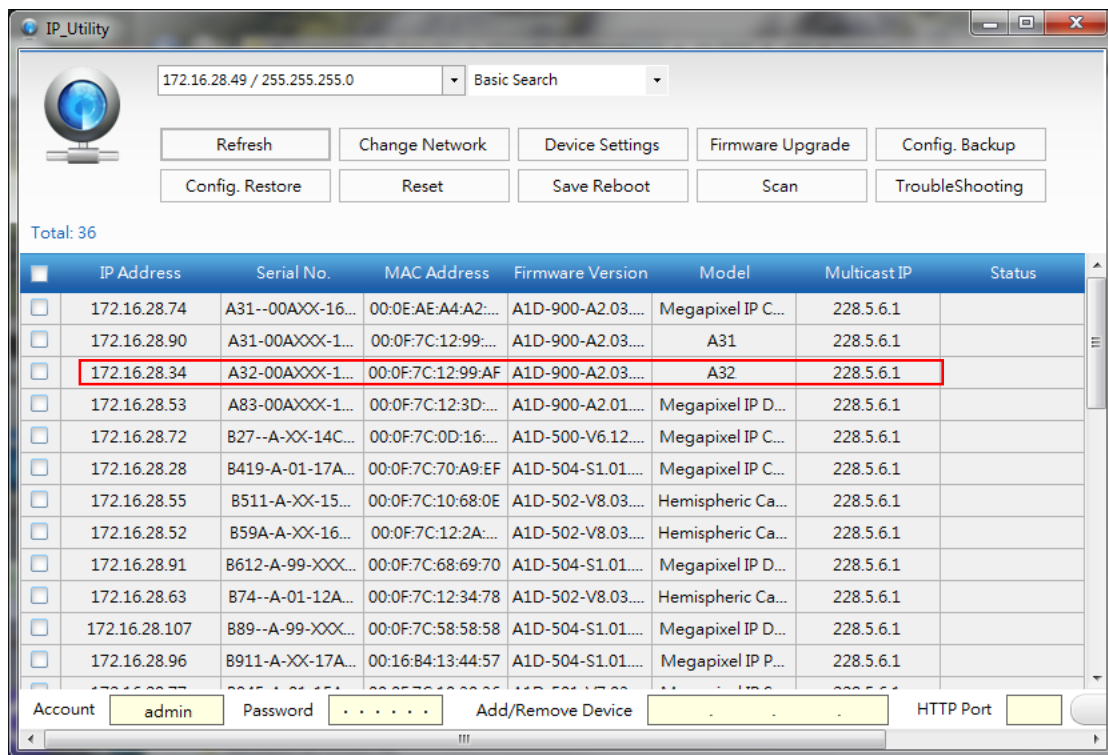 IP_Utility
172.16.28.49 / 255.255.255.0 Basic Search
Refresh Change Network Device Settings Firmware Upgrade Config. Backup
Config. Restore Reset Save Reboot Scan TroubleShooting
Total: 36
IP Address Serial No. MAC Address Firmware Version Model Multicast IP Status
172.16.28.74 A31--00AXX-16... 00:0E:AE:A4:A2:... A1D-900-A2.03.... Megapixel IP C... 228.5.6.1
172.16.28.90 A31-00AXXX-1... 00:0F:7C:12:99:... A1D-900-A2.03.... A31 228.5.6.1
172.16.28.34 A32-00AXXX-1... 00:0F:7C:12:99:AF A1D-900-A2.03.... A32 228.5.6.1
172.16.28.53 A83-00AXXX-1... 00:0F:7C:12:3D:... A1D-900-A2.01.... Megapixel IP D... 228.5.6.1
172.16.28.72 B27--A-XX-14C... 00:0F:7C:0D:16:... A1D-500-V6.12.... Megapixel IP C... 228.5.6.1
172.16.28.28 B419-A-01-17A... 00:0F:7C:70:A9:EF A1D-504-S1.01.... Megapixel IP C... 228.5.6.1
172.16.28.55 B511-A-XX-15... 00:0F:7C:10:68:0E A1D-502-V8.03.... Hemispheric Ca... 228.5.6.1
172.16.28.52 B59A-A-XX-16... 00:0F:7C:12:2A:... A1D-502-V8.03.... Hemispheric Ca... 228.5.6.1
172.16.28.91 B612-A-99-XXX... 00:0F:7C:68:69:70 A1D-504-S1.01.... Megapixel IP D... 228.5.6.1
172.16.28.63 B74--A-01-12A... 00:0F:7C:12:34:78 A1D-502-V8.03.... Hemispheric Ca... 228.5.6.1
172.16.28.107 B89--A-99-XXX... 00:0F:7C:58:58:58 A1D-504-S1.01.... Megapixel IP D... 228.5.6.1
172.16.28.96 B911-A-XX-17A... 00:16:B4:13:44:57 A1D-504-S1.01.... Megapixel IP P... 228.5.6.1
Account admin Password Add/Remove Device . . . HTTP Port